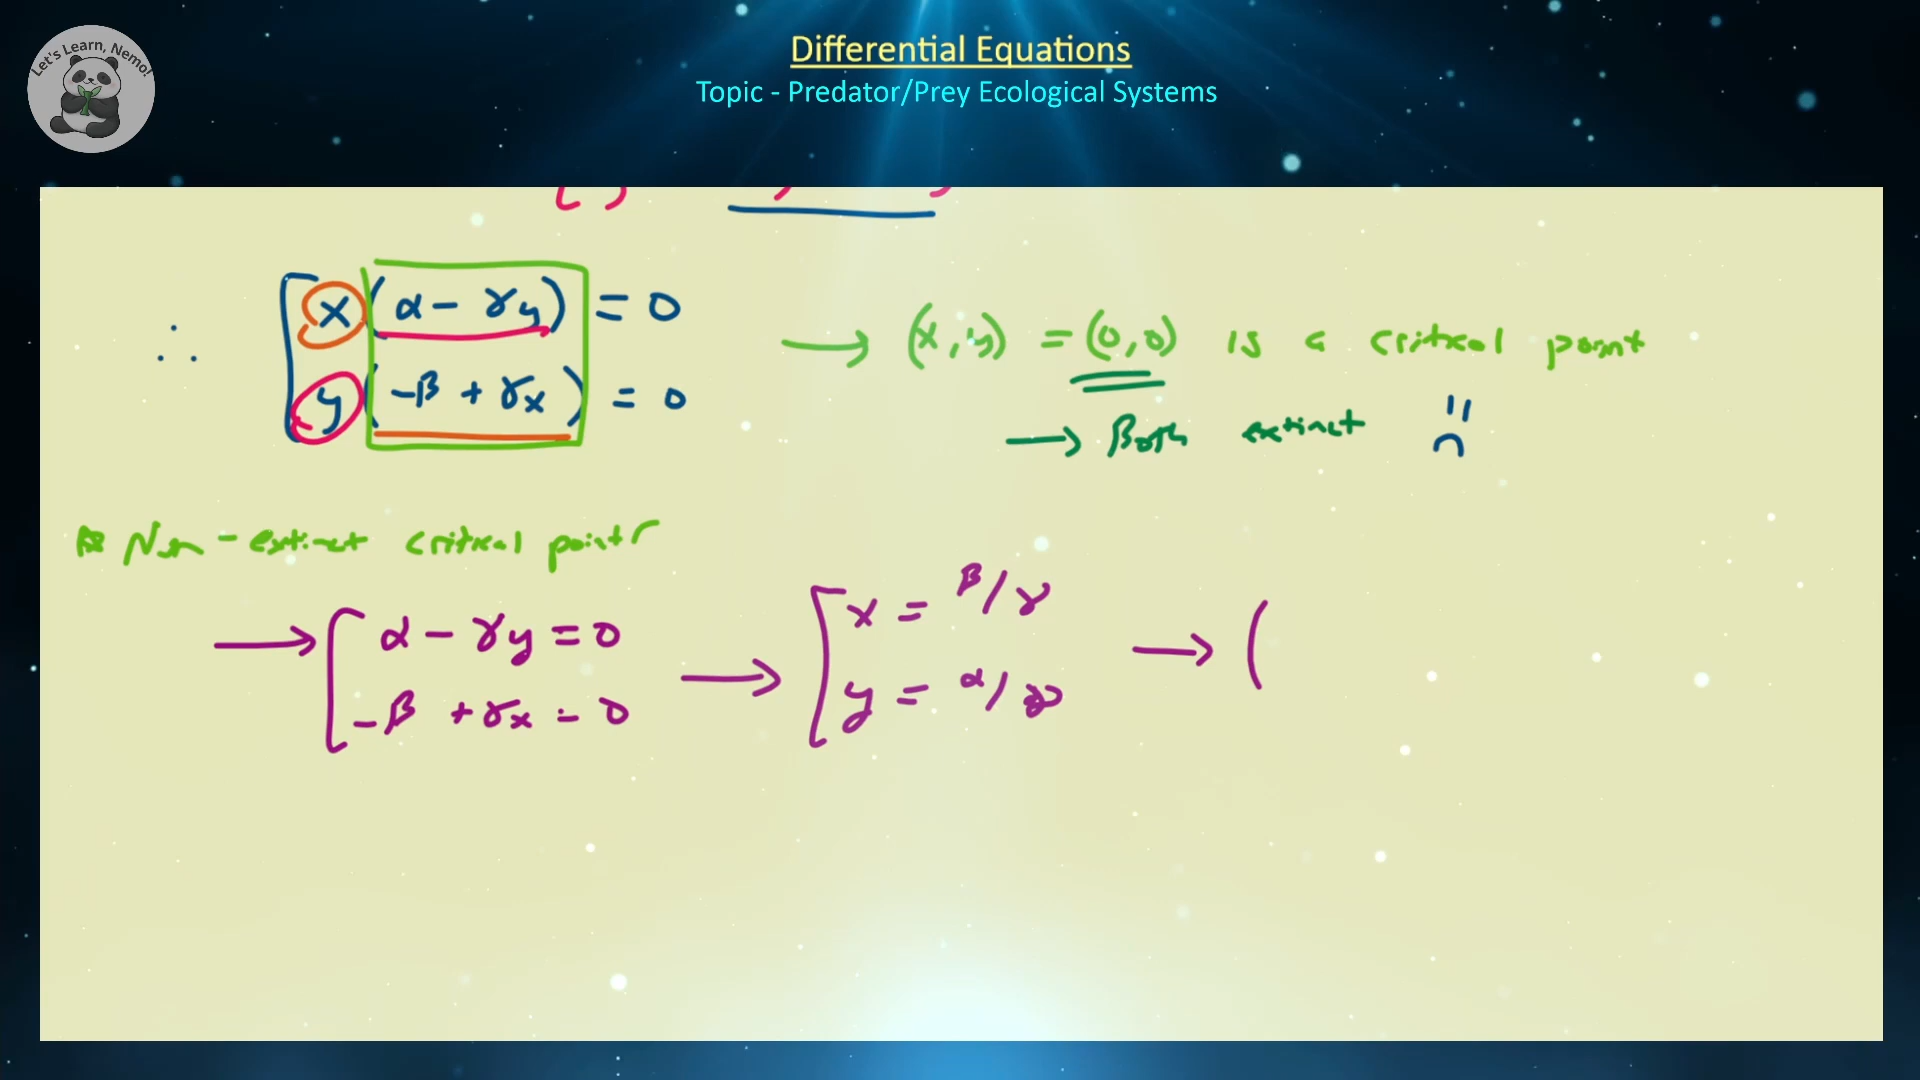 Let's Learn, Nemo!
Differential Equations
Topic - Predator/Prey Ecological Systems
∴ x(α - γy) = 0
y(-β + γx) = 0
→ (x,y) = (0,0) is a critical point
→ Both extinct
Non-extinct critical point
→ α - γy = 0
-β + γx = 0
→ x = β/γ
y = α/γ
→ (